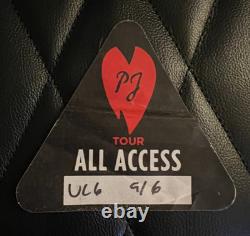 PJ
TOUR
ALL ACCESS
UL6 9/6